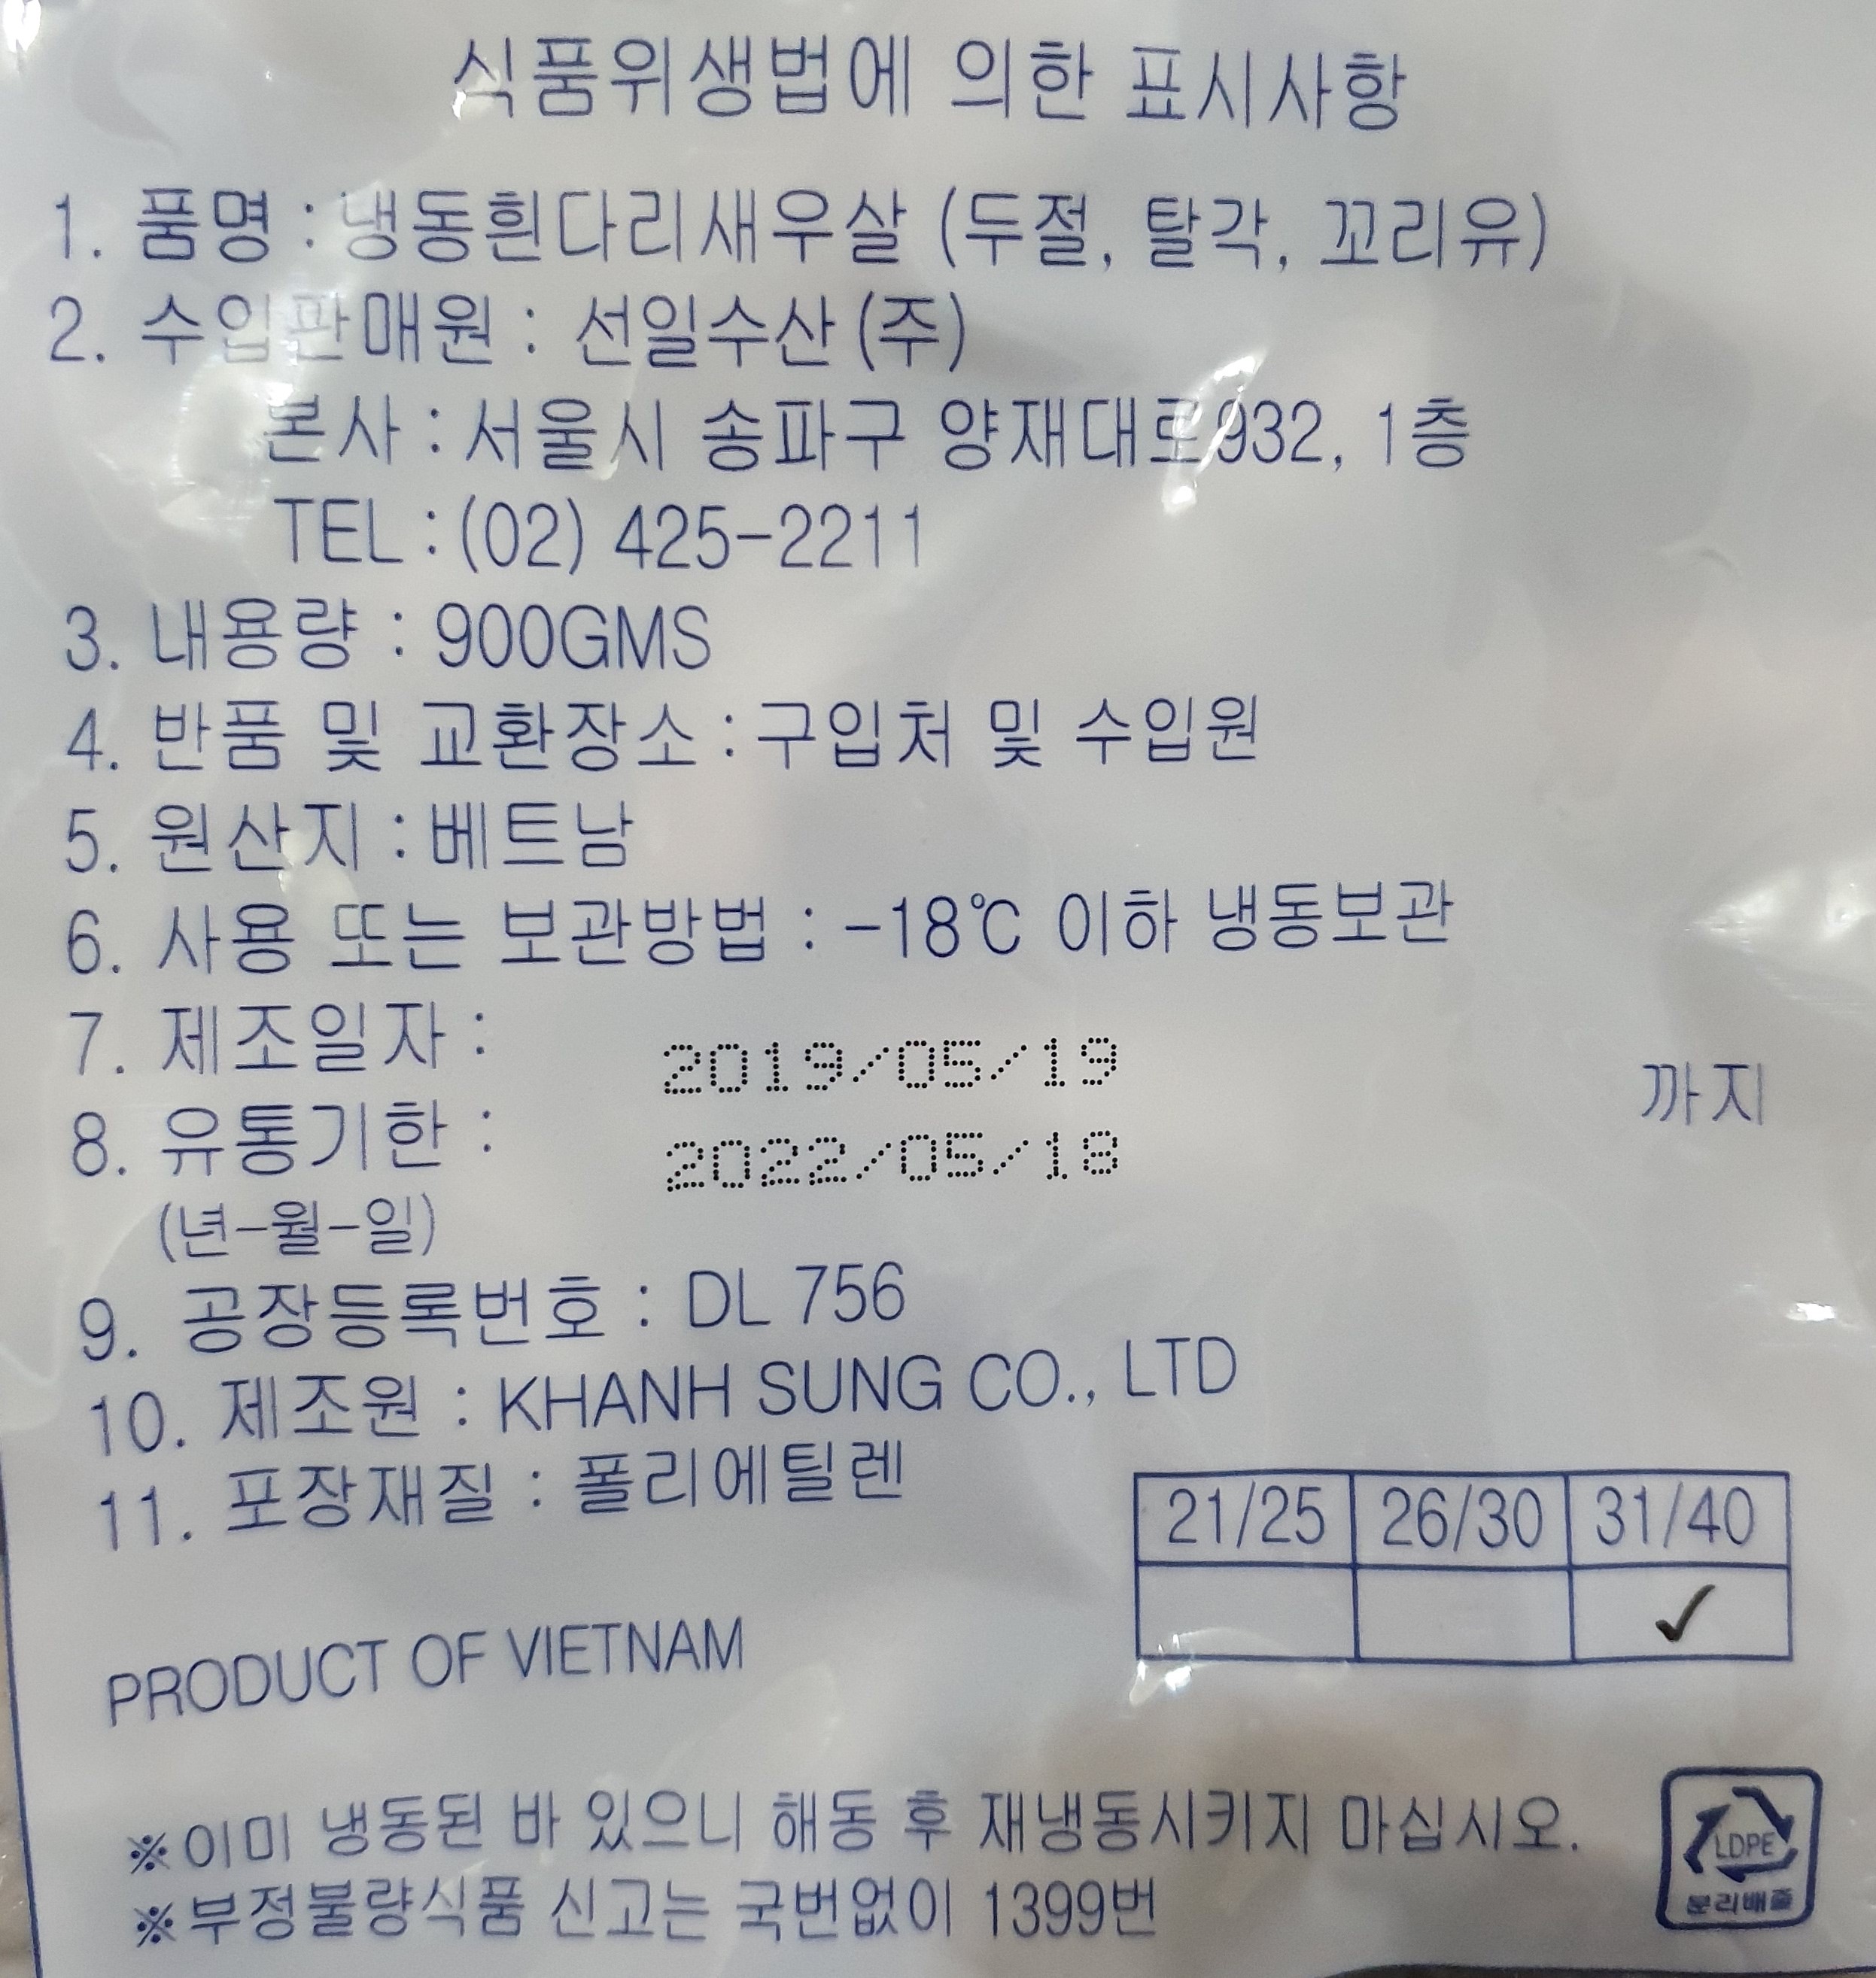 식품위생법에 의한 표시사항
1. 품명 : 냉동흰다리새우살 (두절, 탈각, 꼬리유)
2. 수입판매원 : 선일수산 (주)
본사 : 서울시 송파구 양재대로932, 1층
TEL : (02) 425-2211
3. 내용량 : 900GMS
4. 반품 및 교환장소 : 구입처 및 수입원
5. 원산지 : 베트남
6. 사용 또는 보관방법 : -18℃ 이하 냉동보관
7. 제조일자 : 2019/05/19
8. 유통기한 : 2022/05/18 까지
(년-월-일)
9. 공장등록번호 : DL 756
10. 제조원 : KHANH SUNG CO., LTD
11. 포장재질 : 폴리에틸렌
21/25 26/30 31/40
✓
PRODUCT OF VIETNAM
※이미 냉동된 바 있으니 해동 후 재냉동시키지 마십시오.
※부정불량식품 신고는 국번없이 1399번
LDPE
분리배출